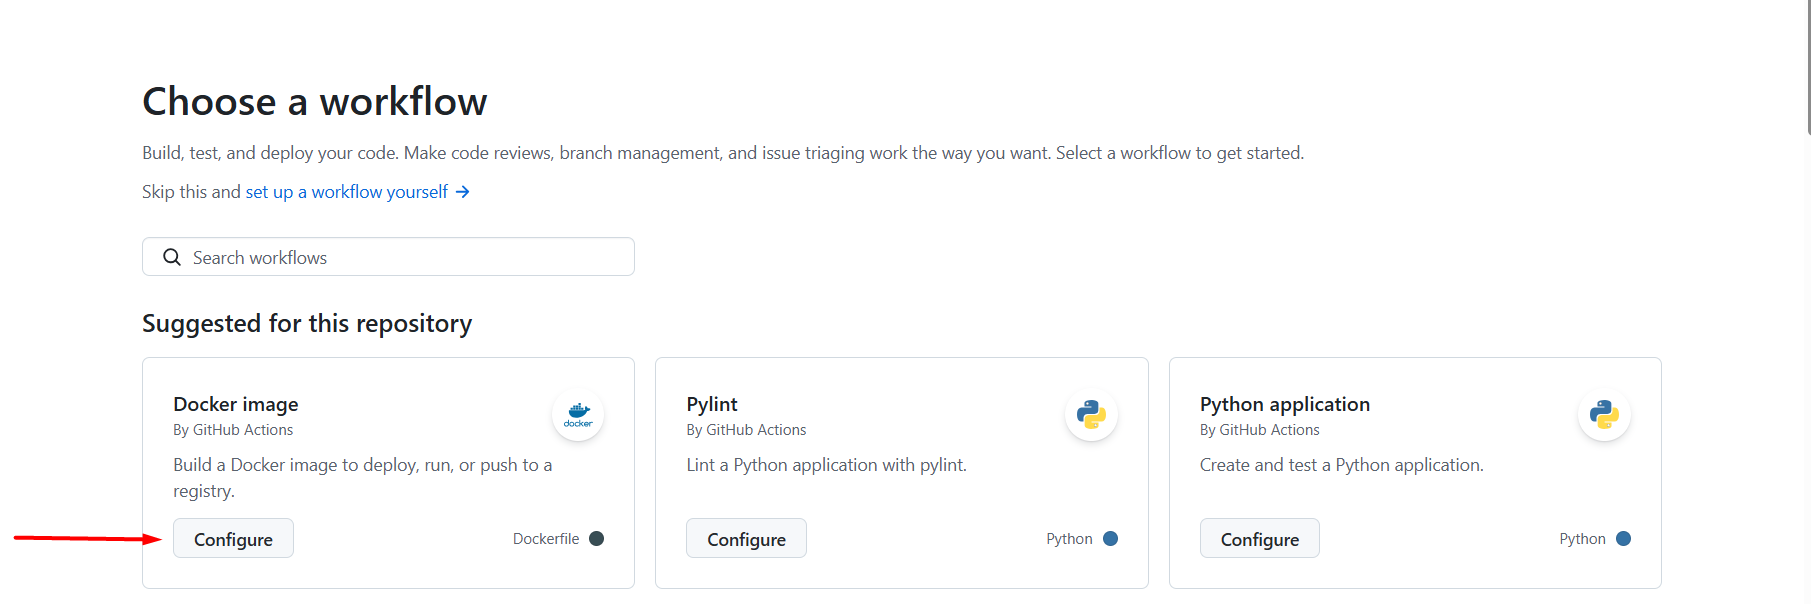 Choose a workflow
Build, test, and deploy your code. Make code reviews, branch management, and issue triaging work the way you want. Select a workflow to get started.
Skip this and set up a workflow yourself →
Search workflows
Suggested for this repository
Docker image
By GitHub Actions
docker
Build a Docker image to deploy, run, or push to a
registry.
Configure
Dockerfile
Pylint
By GitHub Actions
Lint a Python application with pylint.
Configure
Python
Python application
By GitHub Actions
Create and test a Python application.
Configure
Python